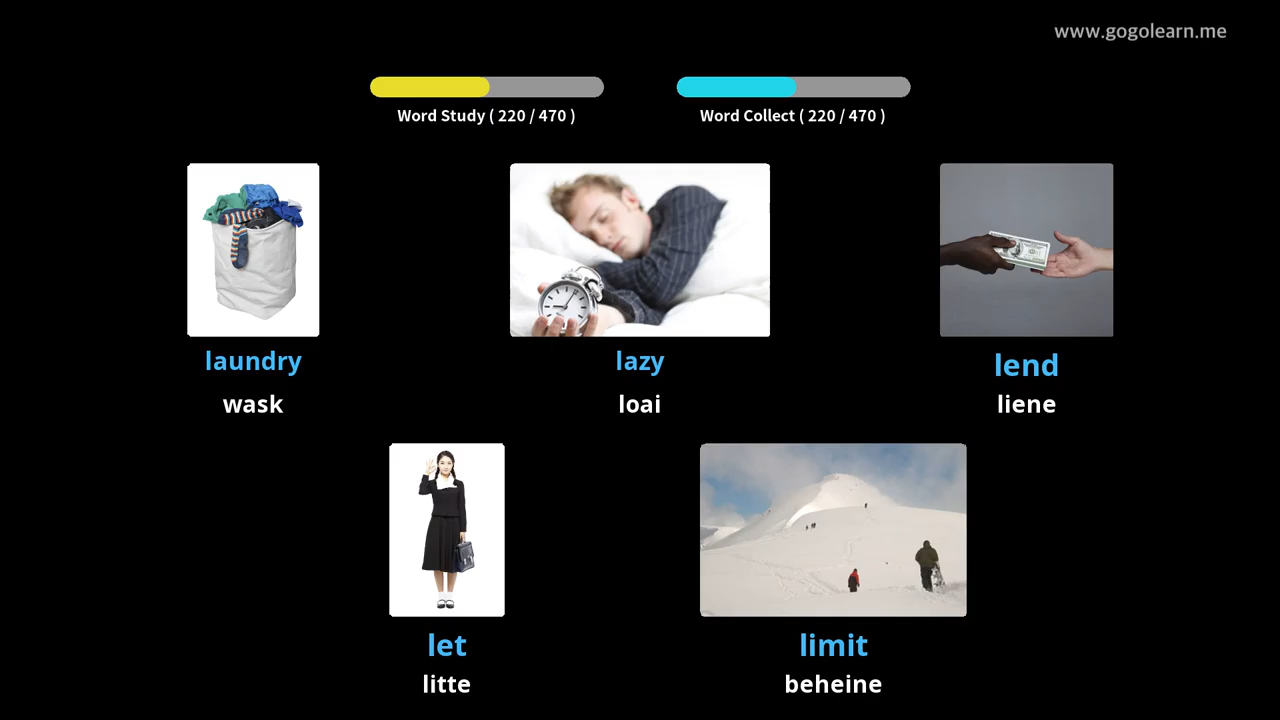 www.gogolearn.me
Word Study ( 220 / 470 )
Word Collect ( 220 / 470 )
laundry
wask
lazy
loai
lend
liene
let
litte
limit
beheine